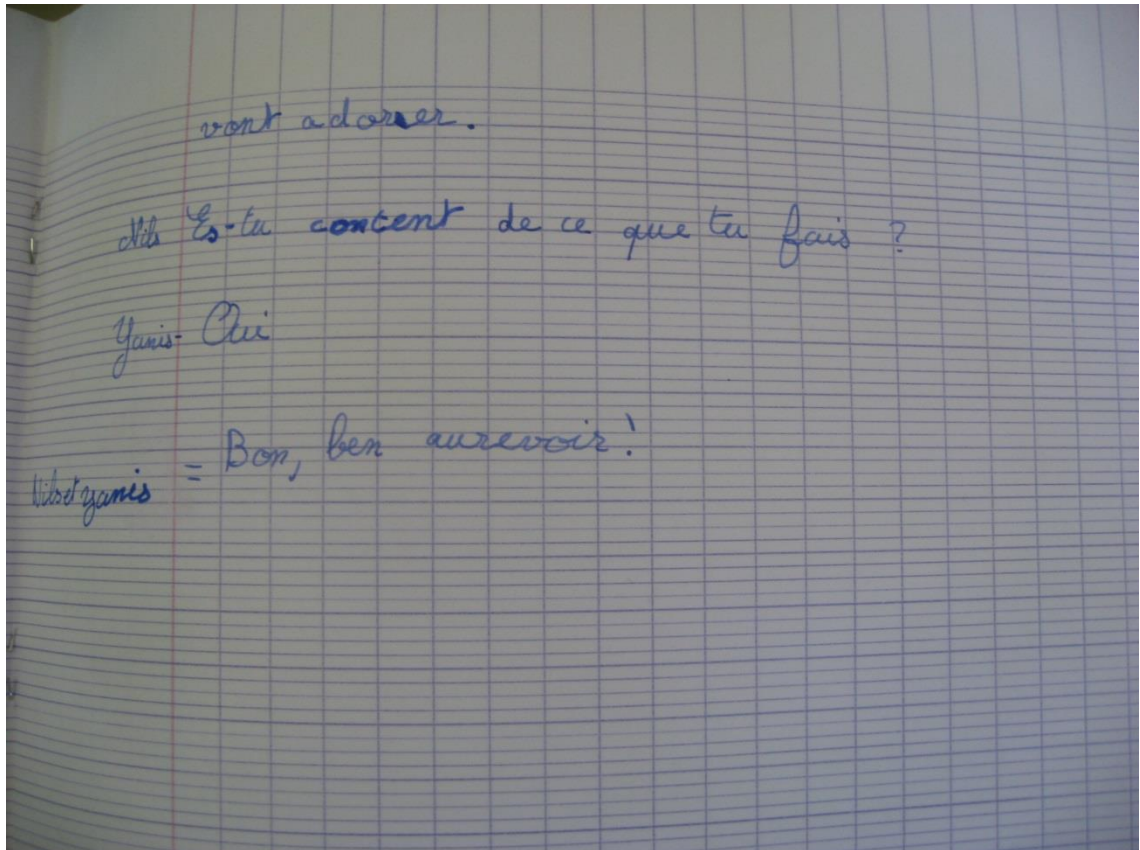 vont adorer.
Nils Es-tu content de ce que tu fais ?
Yanis - Oui
Nils et yanis = Bon, ben aurevoir !